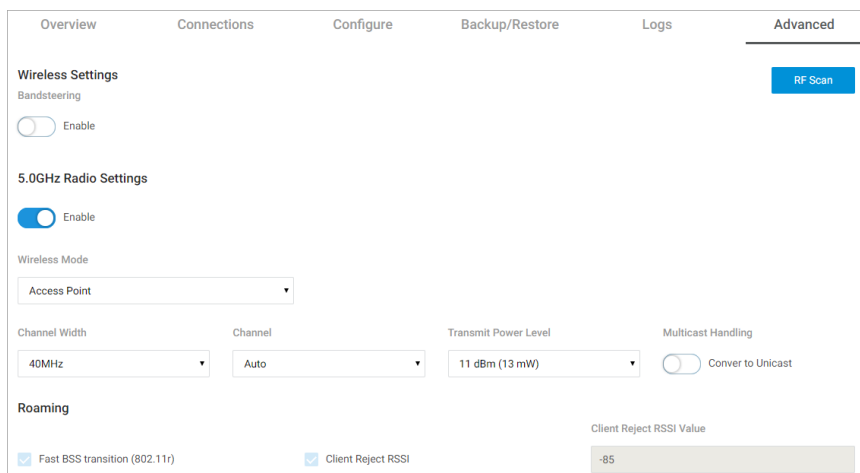 Overview Connections Configure Backup/Restore Logs Advanced
Wireless Settings
RF Scan
Bandsteering
Enable
5.0GHz Radio Settings
Enable
Wireless Mode
Access Point
Channel Width Channel Transmit Power Level Multicast Handling
40MHz Auto 11 dBm (13 mW) Conver to Unicast
Roaming
Client Reject RSSI Value
Fast BSS transition (802.11r) Client Reject RSSI -85